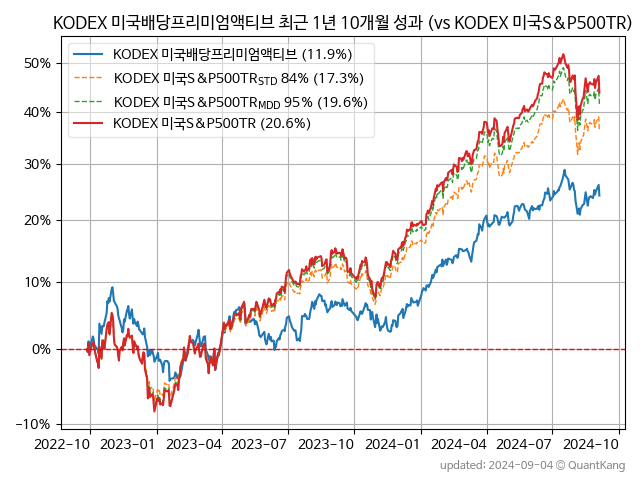 KODEX 미국배당프리미엄액티브 최근 1년 10개월 성과 (vs KODEX 미국S&P500TR)
KODEX 미국배당프리미엄액티브 (11.9%)
KODEX 미국S&P500TR STD 84% (17.3%)
KODEX 미국S&P500TR MDD 95% (19.6%)
KODEX 미국S&P500TR (20.6%)
50%
40%
30%
20%
10%
0%
−10%
2022-10 2023-01 2023-04 2023-07 2023-10 2024-01 2024-04 2024-07 2024-10
updated: 2024-09-04 @ QuantKang